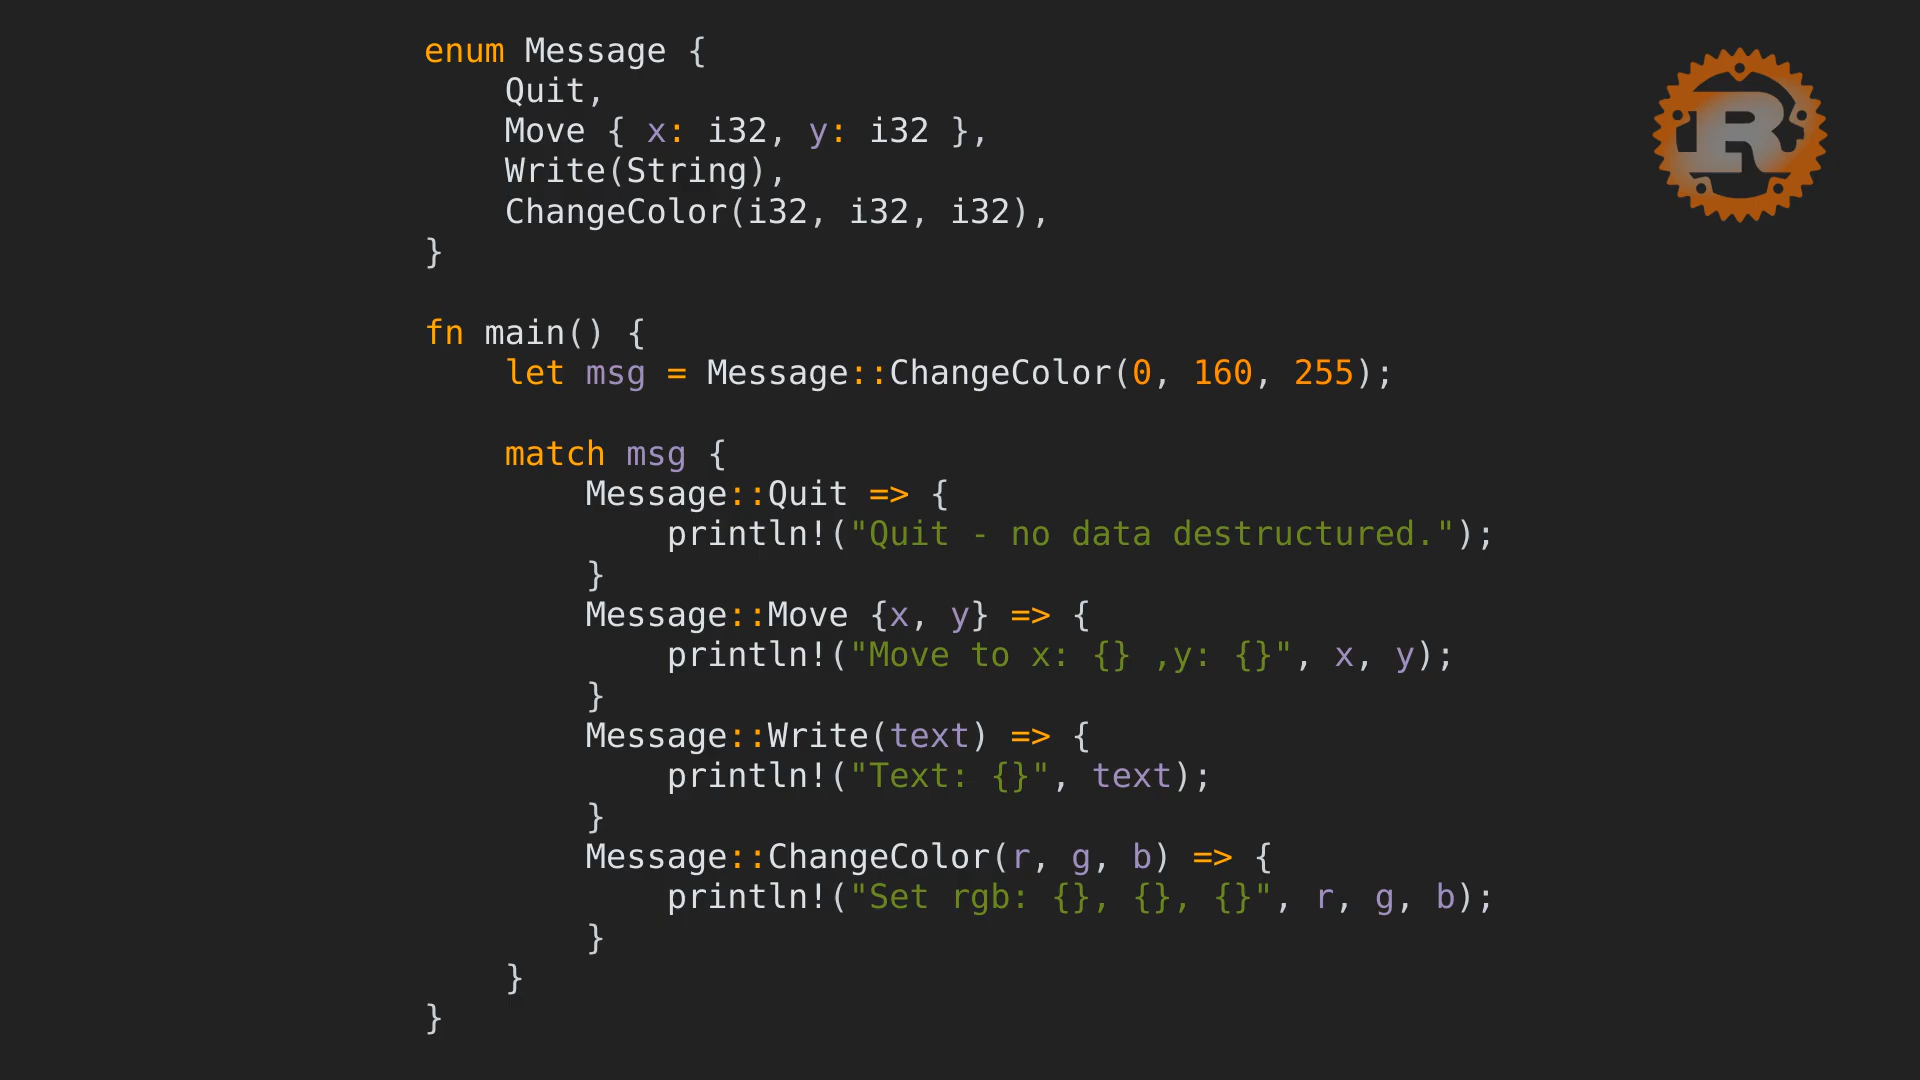 enum Message {
    Quit,
    Move { x: i32, y: i32 },
    Write(String),
    ChangeColor(i32, i32, i32),
}

fn main() {
    let msg = Message::ChangeColor(0, 160, 255);

    match msg {
        Message::Quit => {
            println!("Quit - no data destructured.");
        }
        Message::Move {x, y} => {
            println!("Move to x: {} ,y: {}", x, y);
        }
        Message::Write(text) => {
            println!("Text: {}", text);
        }
        Message::ChangeColor(r, g, b) => {
            println!("Set rgb: {}, {}, {}", r, g, b);
        }
    }
}
R